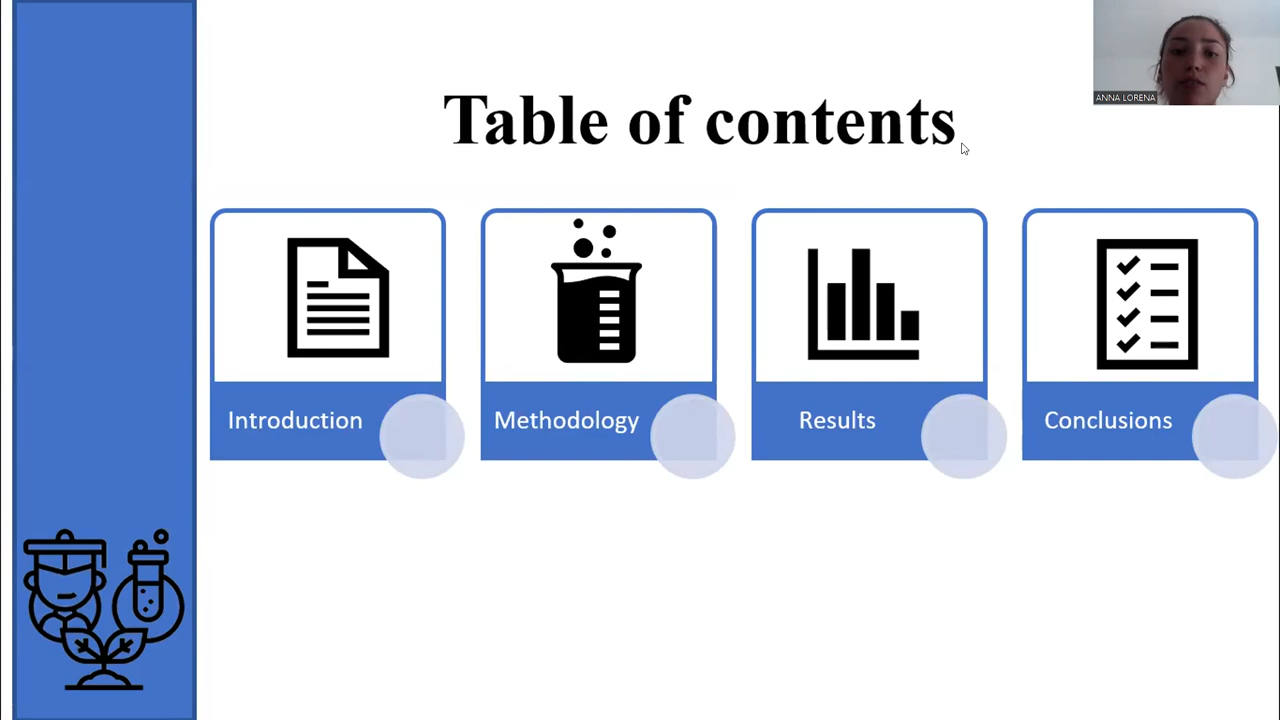 Table of contents
ANNA LORENA
Introduction
Methodology
Results
Conclusions